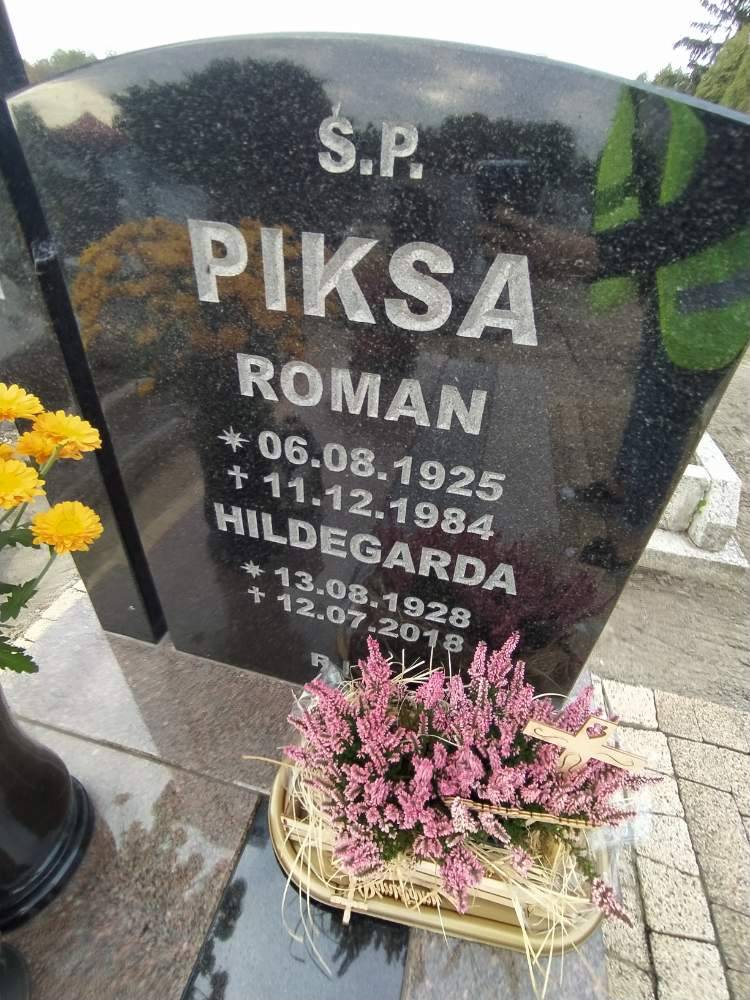 Ś.P.
PIKSA
ROMAN
* 06.08.1925
† 11.12.1984
HILDEGARDA
* 13.08.1928
† 12.07.2018